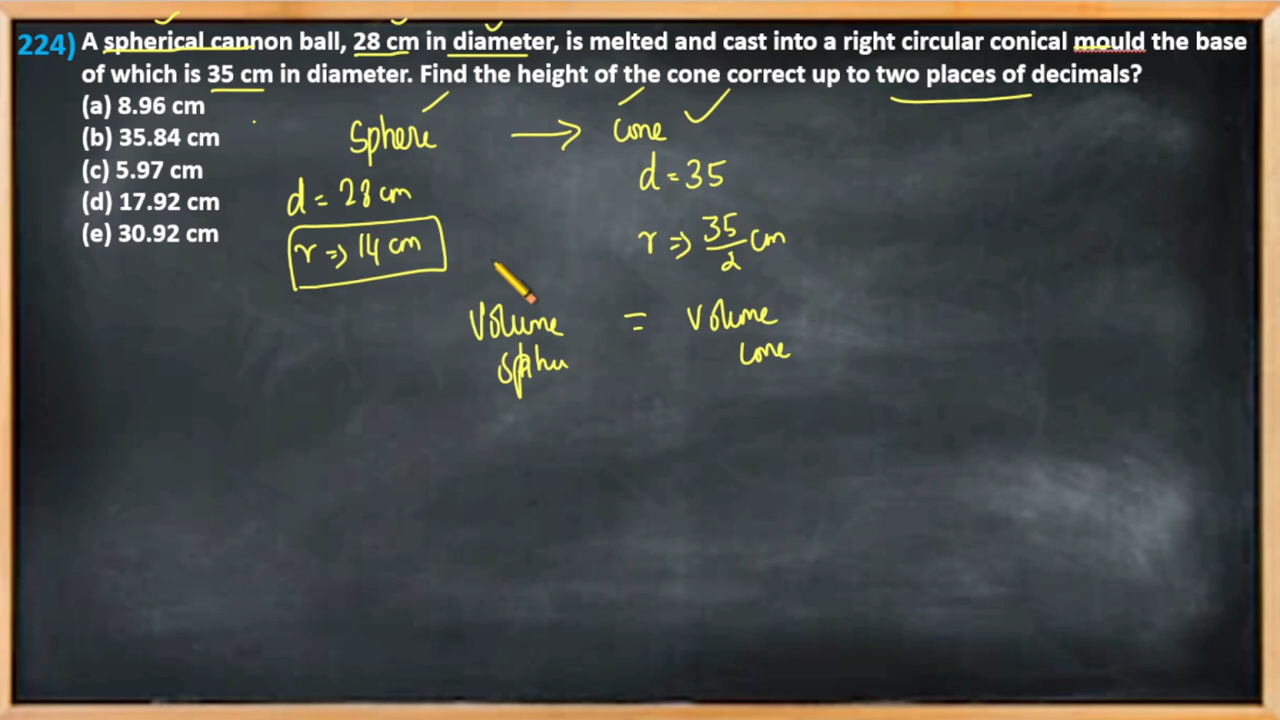 224) A spherical cannon ball, 28 cm in diameter, is melted and cast into a right circular conical mould the base
of which is 35 cm in diameter. Find the height of the cone correct up to two places of decimals?
(a) 8.96 cm
(b) 35.84 cm
(c) 5.97 cm
(d) 17.92 cm
(e) 30.92 cm
Sphere → Cone
d = 28 cm
r => 14 cm
d = 35
r => 35/2 cm
Volume = Volume
Sphere cone